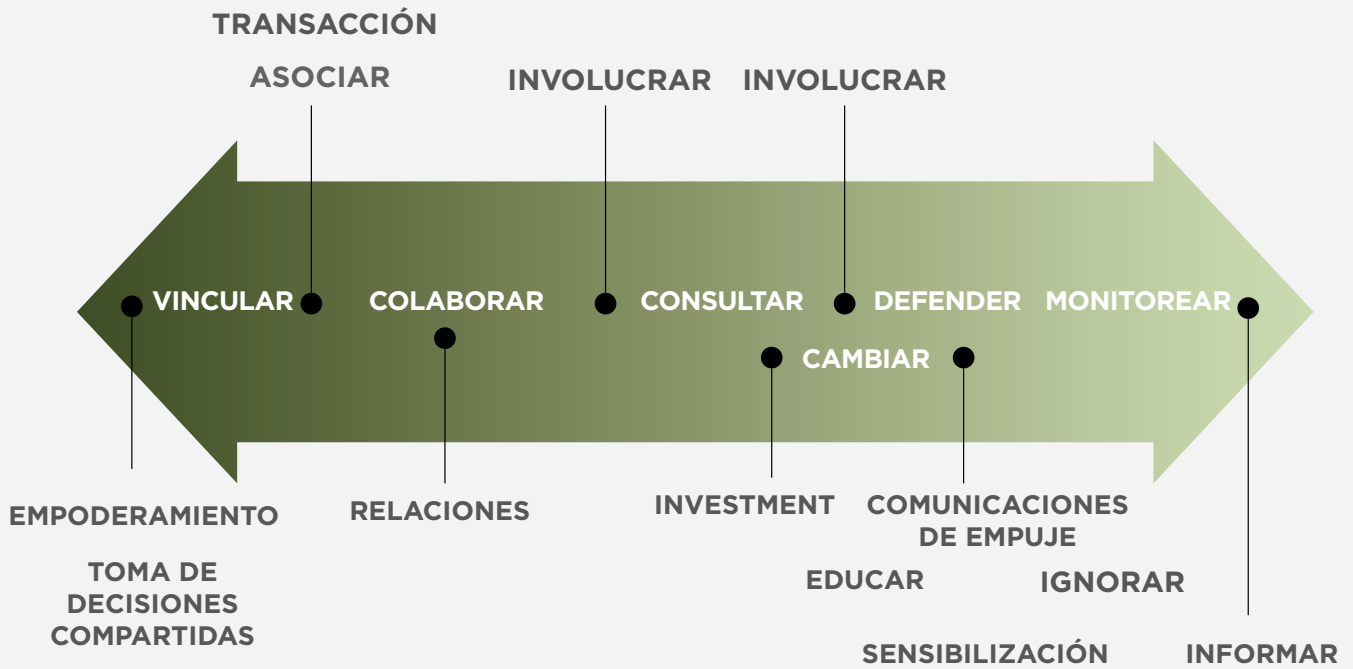 TRANSACCIÓN
ASOCIAR
INVOLUCRAR
INVOLUCRAR
VINCULAR
COLABORAR
CONSULTAR
DEFENDER
MONITOREAR
CAMBIAR
EMPODERAMIENTO
TOMA DE
DECISIONES
COMPARTIDAS
RELACIONES
INVESTMENT
COMUNICACIONES
DE EMPUJE
EDUCAR
IGNORAR
SENSIBILIZACIÓN
INFORMAR